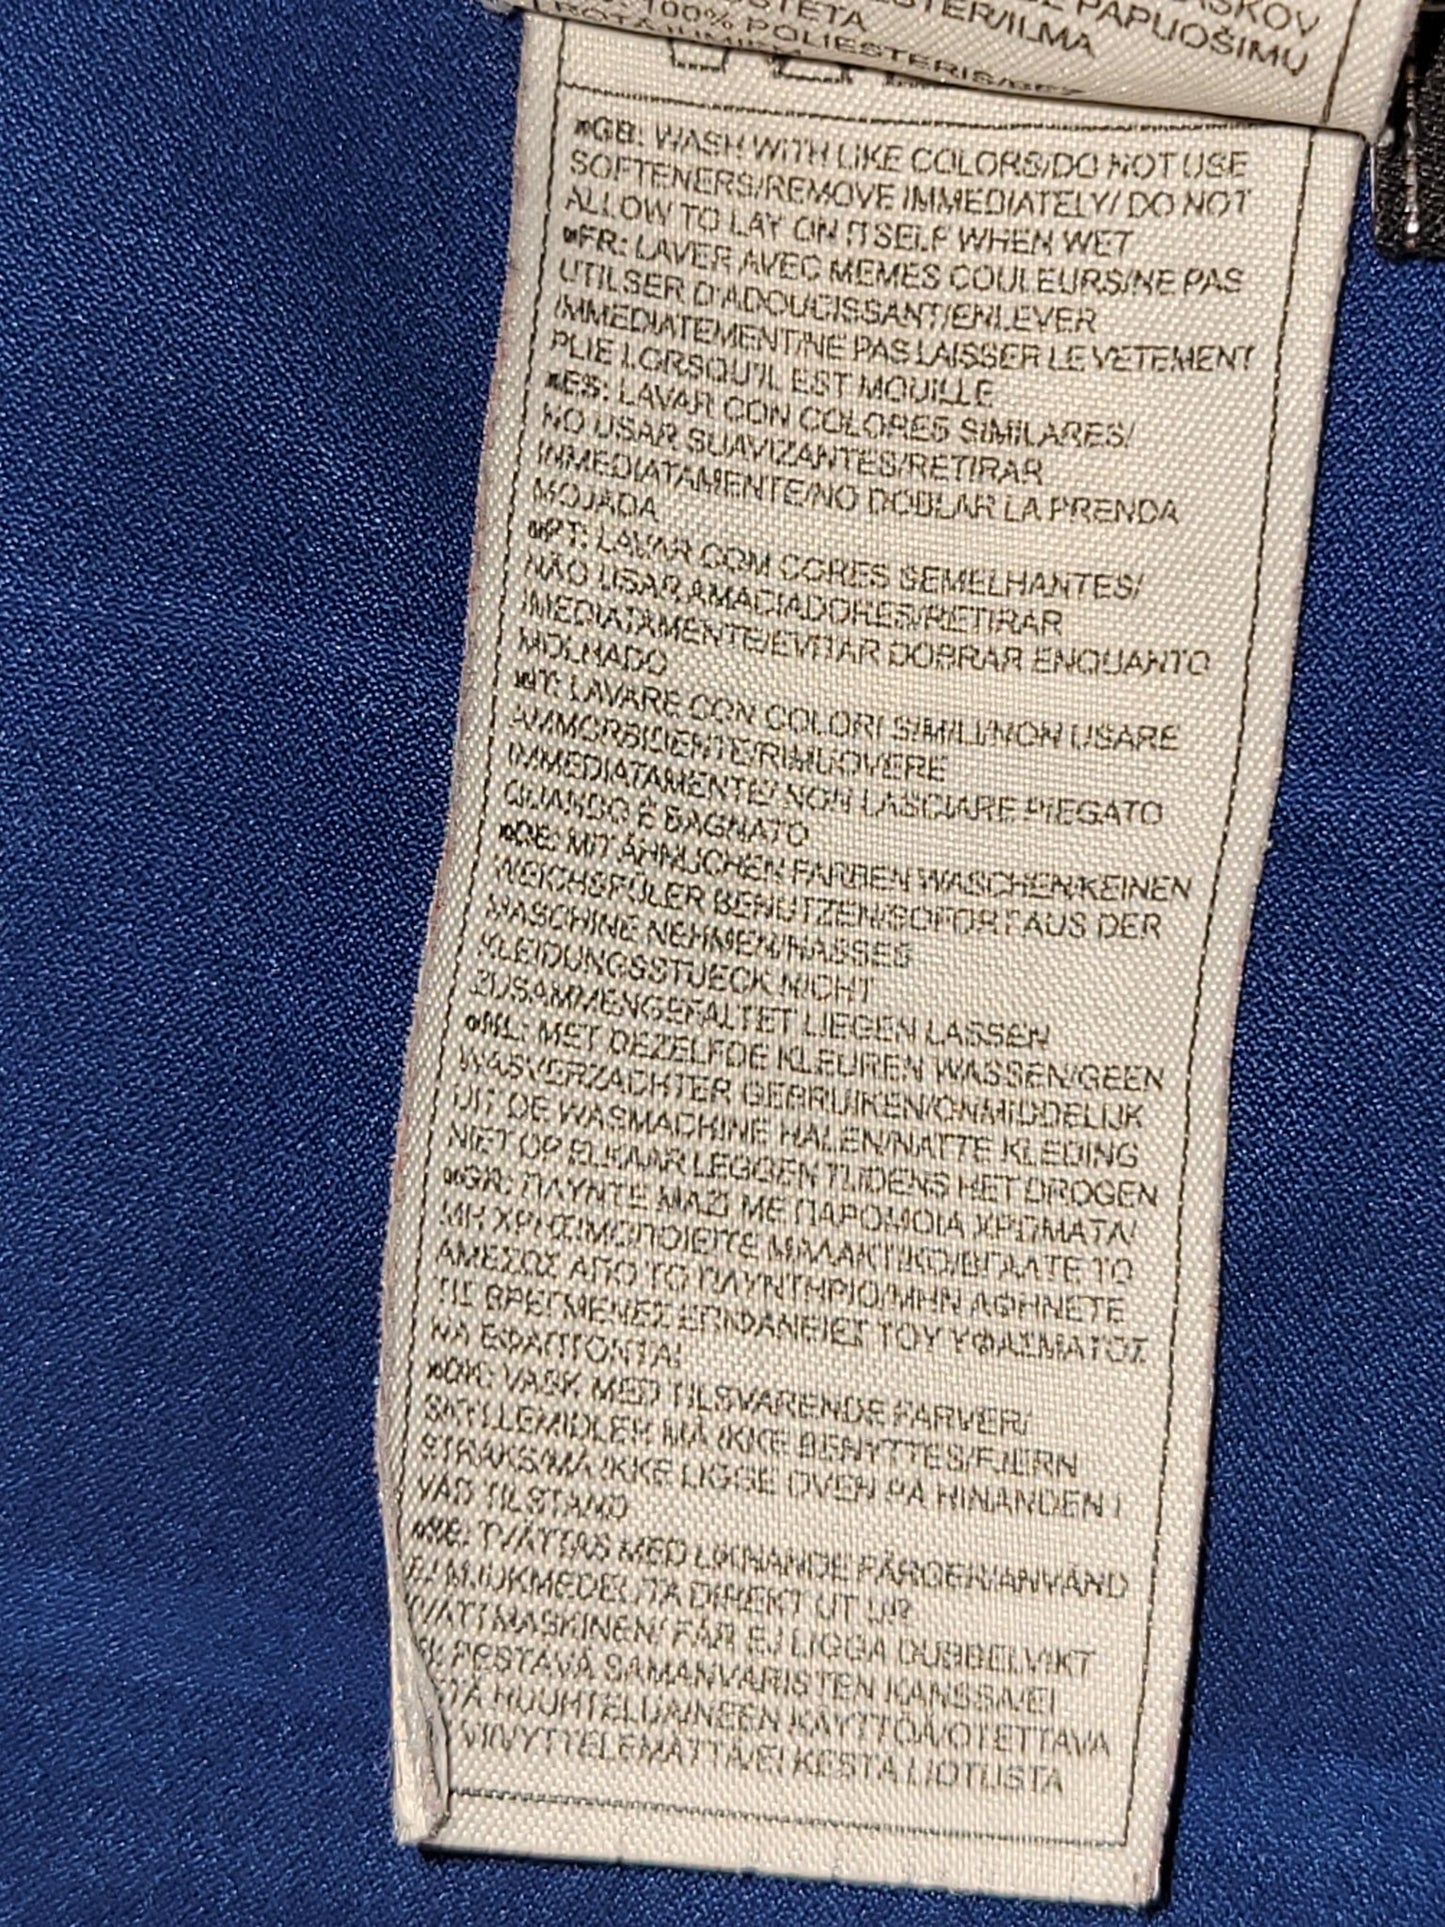 ASKOV
PAPLIOŠIMŲ
ESTER/ILMA
100% POLIESTERIS/BEZ
*GB: WASH WITH LIKE COLORS/DO NOT USE
SOFTENERS/REMOVE IMMEDIATELY/ DO NOT
ALLOW TO LAY ON ITSELF WHEN WET
*FR: LAVER AVEC MEMES COULEURS/NE PAS
UTILSER D'ADOUCISSANT/ENLEVER
IMMEDIATEMENT/NE PAS LAISSER LE VETEMENT
PLIE LORSQU'IL EST MOUILLE
*ES: LAVAR CON COLORES SIMILARES/
NO USAR SUAVIZANTES/RETIRAR
INMEDIATAMENTE/NO DOBLAR LA PRENDA
MOJADA
*PT: LAVAR COM CORES SEMELHANTES/
NÃO USAR AMACIADORES/RETIRAR
IMEDIATAMENTE/EVITAR DOBRAR ENQUANTO
MOLHADO
*IT: LAVARE CON COLORI SIMILI/NON USARE
AMMORBIDENTE/RIMUOVERE
IMMEDIATAMENTE/ NON LASCIARE PIEGATO
QUANDO È BAGNATO
*DE: MIT ÄHNLICHEN FARBEN WASCHEN/KEINEN
WEICHSPÜLER BENUTZEN/SOFORT AUS DER
MASCHINE NEHMEN/NASSES
KLEIDUNGSSTUECK NICHT
ZUSAMMENGEFALTET LIEGEN LASSEN
*NL: MET DEZELFDE KLEUREN WASSEN/GEEN
WASVERZACHTER GEBRUIKEN/ONMIDDELIJK
UIT DE WASMACHINE HALEN/NATTE KLEDING
NIET OP ELKAAR LEGGEN TIJDENS HET DROGEN
*GR: ΠΛΥΝΤΕ ΜΑΖΙ ΜΕ ΠΑΡΟΜΟΙΑ ΧΡΩΜΑΤΑ/
ΜΗ ΧΡΗΣΙΜΟΠΟΙΕΙΤΕ ΜΑΛΑΚΤΙΚΟ/ΒΓΑΛΤΕ ΤΟ
ΑΜΕΣΩΣ ΑΠΟ ΤΟ ΠΛΥΝΤΗΡΙΟ/ΜΗΝ ΑΦΗΝΕΤΕ
ΤΙΣ ΒΡΕΓΜΕΝΕΣ ΕΠΙΦΑΝΕΙΕΣ ΤΟΥ ΥΦΑΣΜΑΤΟΣ
ΝΑ ΕΦΑΠΤΟΝΤΑΙ
*DK: VASK MED TILSVARENDE FARVER/
SKYLLEMIDLER MÅ IKKE BENYTTES/FJERN
STRAKS/MÅ IKKE LIGGE OVEN PÅ HINANDEN I
VÅD TILSTAND
*SE: TVÄTTAS MED LIKNANDE FÄRGER/ANVÄND
EJ MJUKMEDEL/TA DIREKT UT UR
TVÄTTMASKINEN/ FÅR EJ LIGGA DUBBELVIKT
PESTÄVÄ SAMANVÄRISTEN KANSSA/EI
HUUHTELUAINEEN KÄYTTÖÄ/OTETTAVA
VINYTTELEMÄTTÄ/EI KESTÄ LIOTUSTA